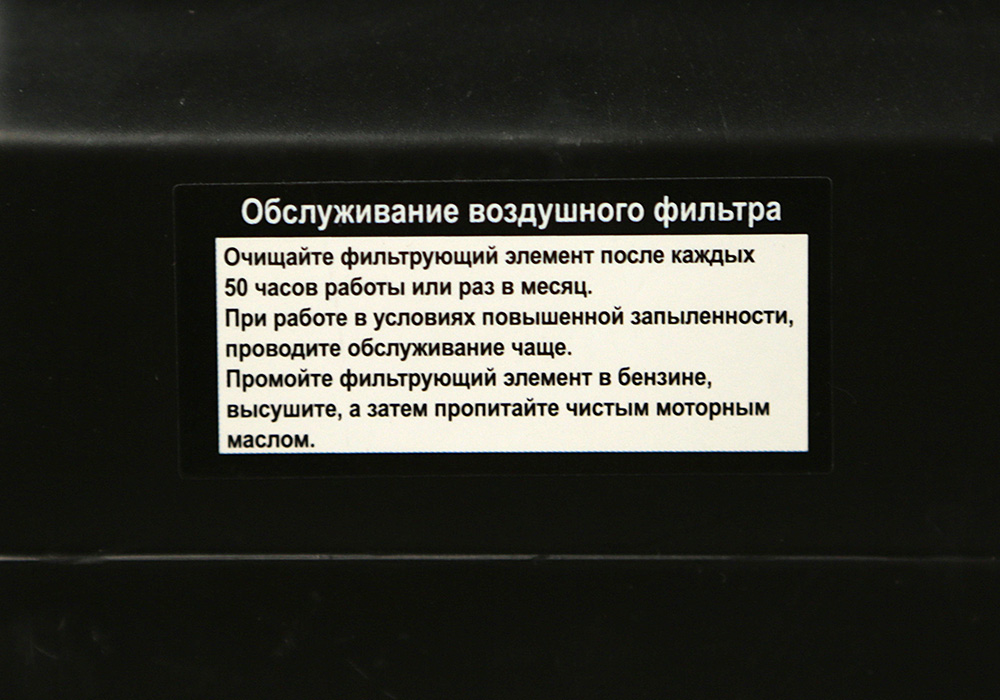 Обслуживание воздушного фильтра
Очищайте фильтрующий элемент после каждых
50 часов работы или раз в месяц.
При работе в условиях повышенной запыленности,
проводите обслуживание чаще.
Промойте фильтрующий элемент в бензине,
высушите, а затем пропитайте чистым моторным
маслом.